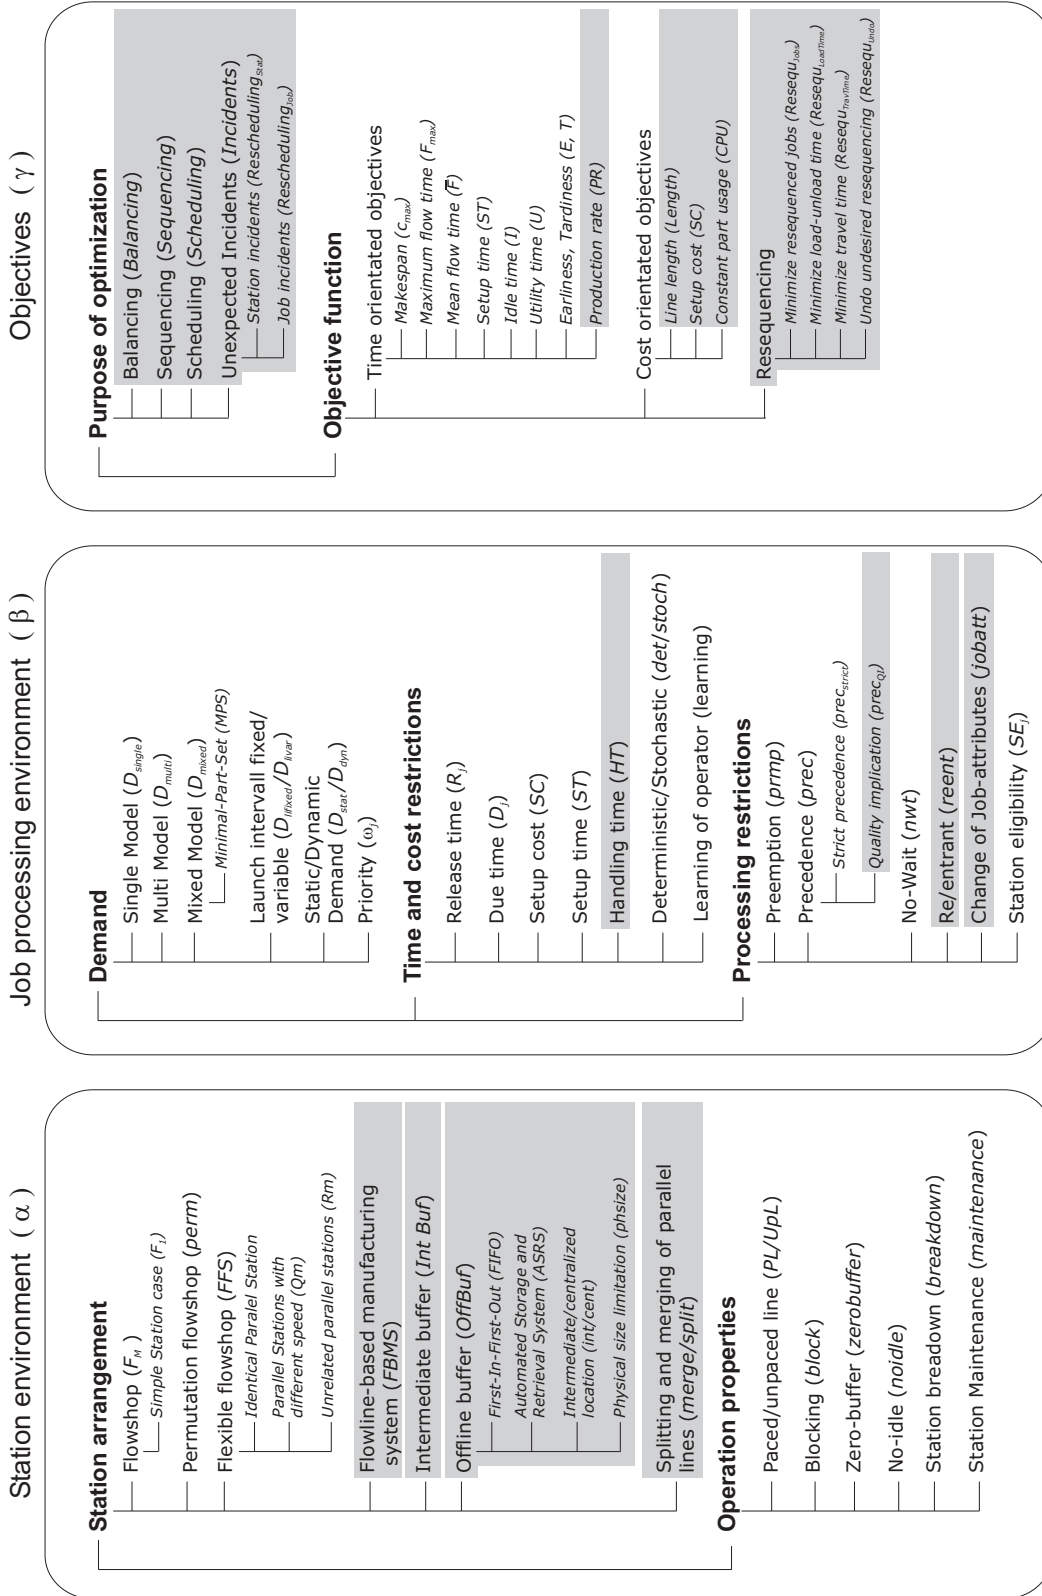 Station environment ( α )
Station arrangement
Flowshop (F_M)
Simple Station case (F_1)
Permutation flowshop (perm)
Flexible flowshop (FFS)
Identical Paralel Station
Parallel Stations with
different speed (Qm)
Unrelated parallel stations (Rm)
Flowline-based manufacturing
system (FBMS)
Intermediate buffer (Int Buf)
Offline buffer (OffBuf)
First-In-First-Out (FIFO)
Automated Storage and
Retrieval System (ASRS)
Intermediate/centralized
location (int/cent)
Physical size limitation (phsize)
Splitting and merging of parallel
lines (merge/split)
Operation properties
Paced/unpaced line (PL/UpL)
Blocking (block)
Zero-buffer (zerobuffer)
No-idle (noidle)
Station breadown (breakdown)
Station Maintenance (maintenance)
Job processing environment ( β )
Demand
Single Model (D_single)
Multi Model (D_multi)
Mixed Model (D_mixed)
Minimal-Part-Set (MPS)
Launch intervall fixed/
variable (D_lifixed/D_livar)
Static/Dynamic
Demand (D_stat/D_dyn)
Priority (ω_j)
Time and cost restrictions
Release time (R_j)
Due time (D_j)
Setup cost (SC)
Setup time (ST)
Handling time (HT)
Deterministic/Stochastic (det/stoch)
Learning of operator (learning)
Processing restrictions
Preemption (prmp)
Precedence (prec)
Strict precedence (prec_strict)
Quality implication (prec_QI)
No-Wait (nwt)
Re/entrant (rent)
Change of Job-attributes (jobatt)
Station eligibility (SE_j)
Objectives ( γ )
Purpose of optimization
Balancing (Balancing)
Sequencing (Sequencing)
Scheduling (Scheduling)
Unexpected Incidents (Incidents)
Station incidents (Rescheduling_Stat)
Job incidents (Rescheduling_Job)
Objective function
Time orientated objectives
Makespan (c_max)
Maximum flow time (F_max)
Mean flow time (F̅)
Setup time (ST)
Idle time (I)
Utility time (U)
Earliness, Tardiness (E, T)
Production rate (PR)
Cost orientated objectives
Line length (Length)
Setup cost (SC)
Constant part usage (CPU)
Resequencing
Minimize resequenced jobs (Resequ_Jobs)
Minimize load-unload time (Resequ_LoadTime)
Minimize travel time (Resequ_TravTime)
Undo undesired resequencing (Resequ_Undo)